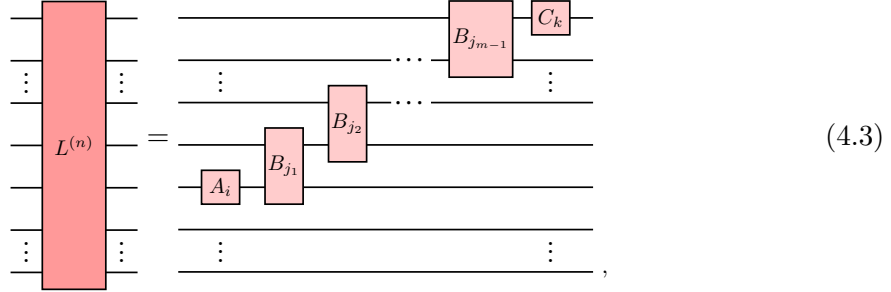 C_k
B_{j_{m-1}}
⋮ ⋮ ⋯ ⋮ ⋮
⋯
B_{j_2}
L^{(n)} = (4.3)
B_{j_1}
A_i
⋮ ⋮ ⋮ ⋮
,